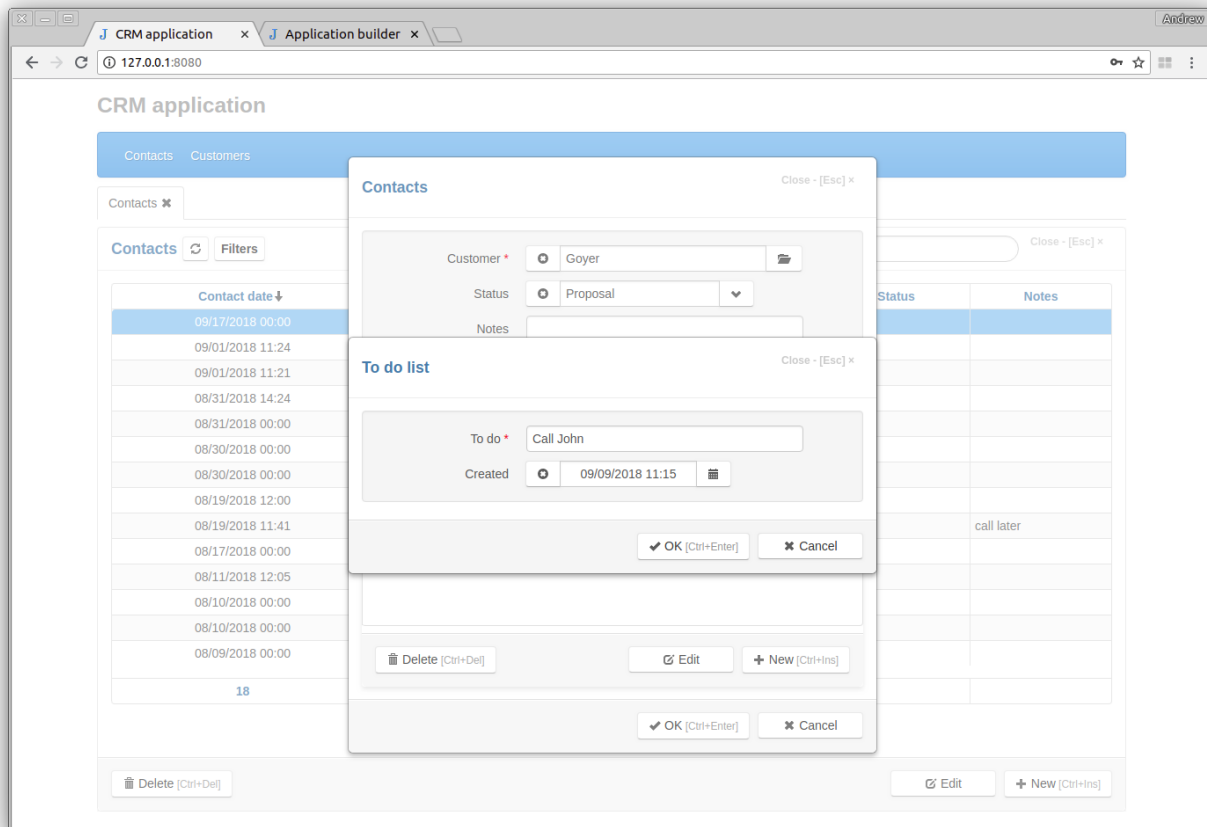 Andrew
CRM application × Application builder ×
127.0.0.1:8080
CRM application
Contacts Customers
Contacts ✖
Contacts Filters Close - [Esc] ×
Contact date Status Notes
09/17/2018 00:00
09/01/2018 11:24
09/01/2018 11:21
08/31/2018 14:24
08/31/2018 00:00
08/30/2018 00:00
08/30/2018 00:00
08/19/2018 12:00
08/19/2018 11:41 call later
08/17/2018 00:00
08/11/2018 12:05
08/10/2018 00:00
08/10/2018 00:00
08/09/2018 00:00
18
Delete [Ctrl+Del] Edit New [Ctrl+Ins]
Contacts Close - [Esc] ×
Customer * Goyer
Status Proposal
Notes
To do list Close - [Esc] ×
To do * Call John
Created 09/09/2018 11:15
OK [Ctrl+Enter] Cancel
Delete [Ctrl+Del] Edit New [Ctrl+Ins]
OK [Ctrl+Enter] Cancel